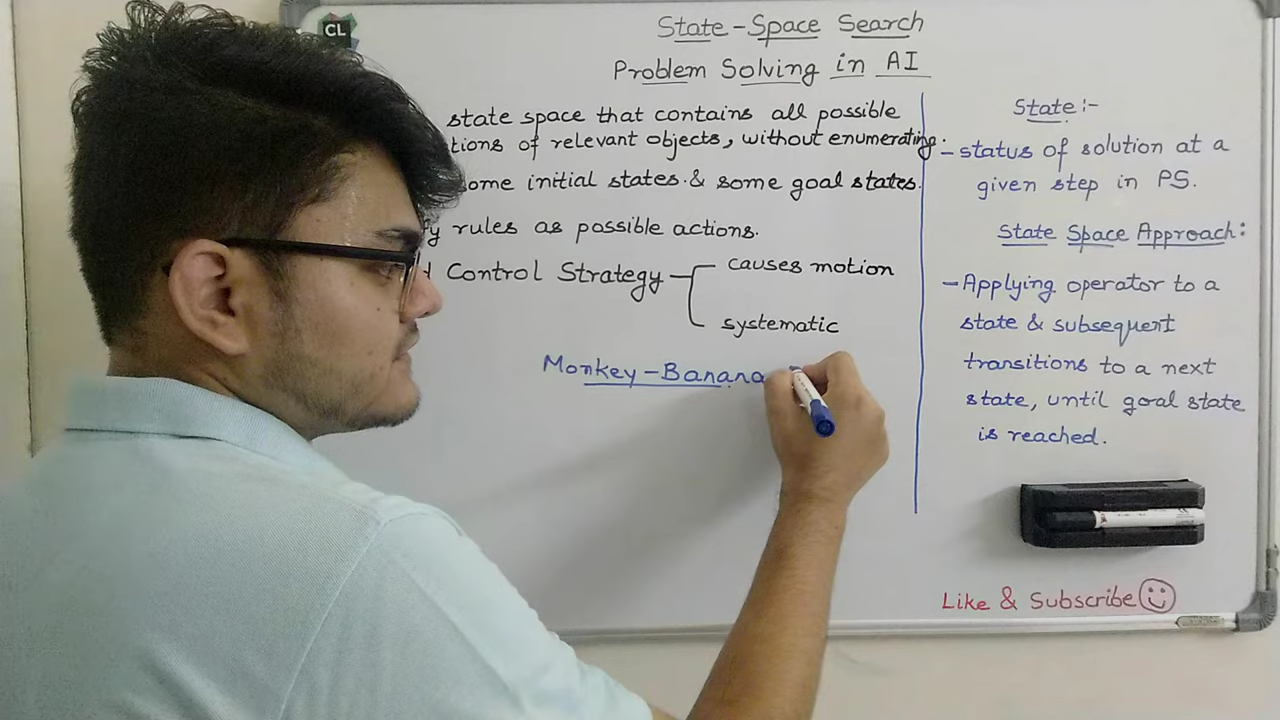 CL
State-Space Search
Problem Solving in AI
state space that contains all possible
tions of relevant objects, without enumerating.
some initial states & some goal states.
fy rules as possible actions.
Control Strategy
causes motion
systematic
Monkey-Banana
State:-
-status of solution at a
given step in PS.
State Space Approach:
-Applying operator to a
state & subsequent
transitions to a next
state, until goal state
is reached.
Like & Subscribe